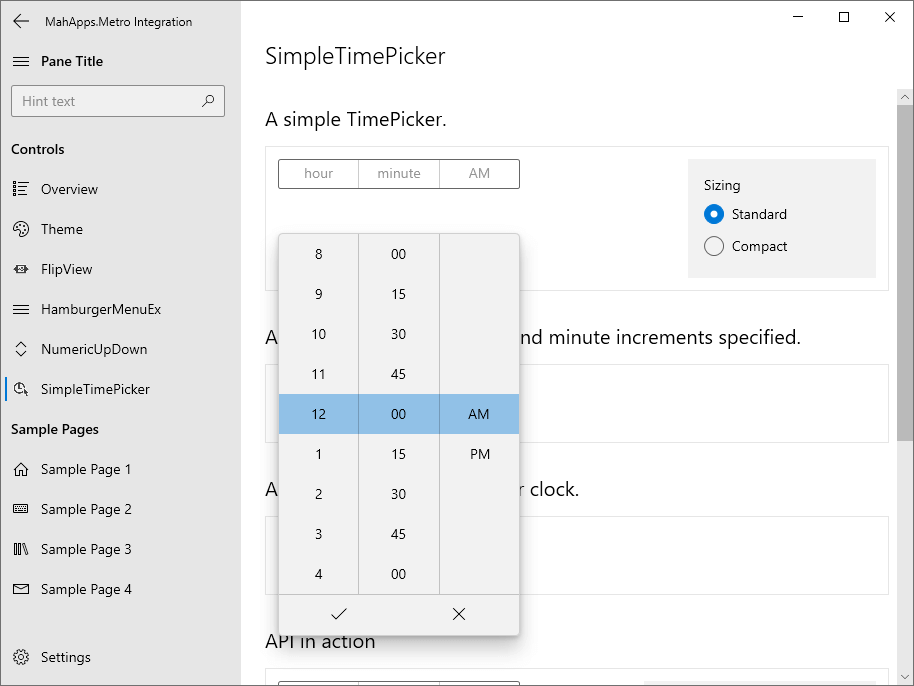 MahApps.Metro Integration
Pane Title
Hint text
Controls
Overview
Theme
FlipView
HamburgerMenuEx
NumericUpDown
SimpleTimePicker
Sample Pages
Sample Page 1
Sample Page 2
Sample Page 3
Sample Page 4
Settings
SimpleTimePicker
A simple TimePicker.
hour minute AM
Sizing
Standard
Compact
8 00
9 15
10 30
11 45
12 00 AM
1 15 PM
2 30
3 45
4 00
A nd minute increments specified.
A r clock.
API in action